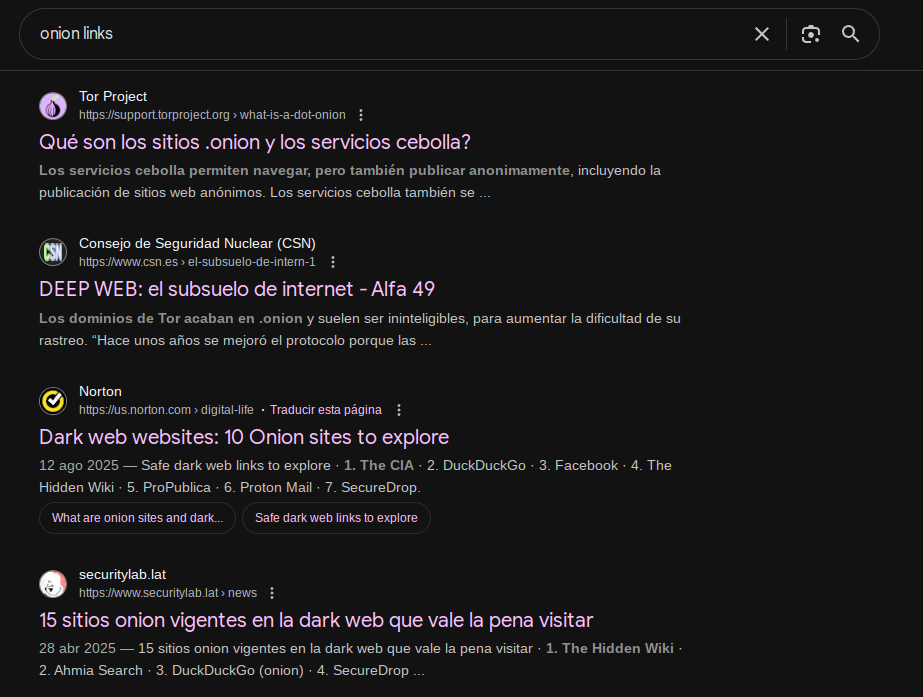 onion links
Tor Project
https://support.torproject.org › what-is-a-dot-onion
Qué son los sitios .onion y los servicios cebolla?
Los servicios cebolla permiten navegar, pero también publicar anonimamente, incluyendo la
publicación de sitios web anónimos. Los servicios cebolla también se ...
CSN
Consejo de Seguridad Nuclear (CSN)
https://www.csn.es › el-subsuelo-de-intern-1
DEEP WEB: el subsuelo de internet - Alfa 49
Los dominios de Tor acaban en .onion y suelen ser ininteligibles, para aumentar la dificultad de su
rastreo. “Hace unos años se mejoró el protocolo porque las ...
Norton
https://us.norton.com › digital-life · Traducir esta página
Dark web websites: 10 Onion sites to explore
12 ago 2025 — Safe dark web links to explore · 1. The CIA · 2. DuckDuckGo · 3. Facebook · 4. The
Hidden Wiki · 5. ProPublica · 6. Proton Mail · 7. SecureDrop.
What are onion sites and dark... Safe dark web links to explore
securitylab.lat
https://www.securitylab.lat › news
15 sitios onion vigentes en la dark web que vale la pena visitar
28 abr 2025 — 15 sitios onion vigentes en la dark web que vale la pena visitar · 1. The Hidden Wiki ·
2. Ahmia Search · 3. DuckDuckGo (onion) · 4. SecureDrop ...